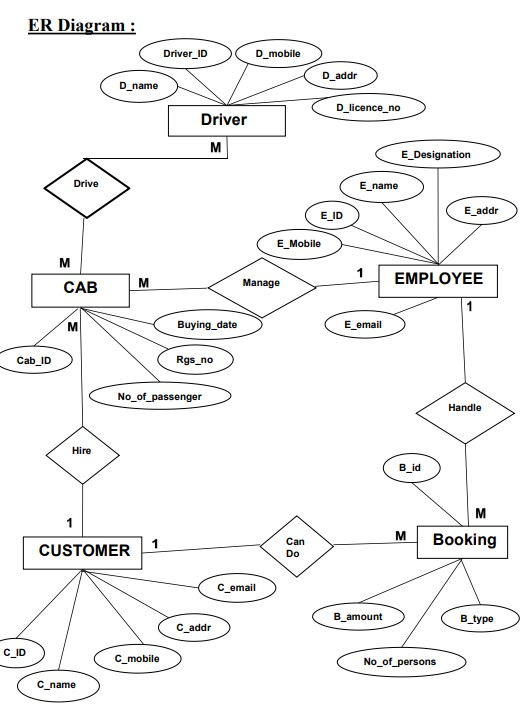 ER Diagram :
Driver_ID
D_mobile
D_name
D_addr
D_licence_no
Driver
M
E_Designation
Drive
E_name
E_ID
E_addr
E_Mobile
M
CAB
M
Manage
1
EMPLOYEE
1
M
Buying_date
E_email
Cab_ID
Rgs_no
No_of_passenger
Handle
Hire
B_id
1
M
CUSTOMER
1
Can
Do
M
Booking
C_email
B_amount
B_type
C_addr
C_ID
C_mobile
No_of_persons
C_name